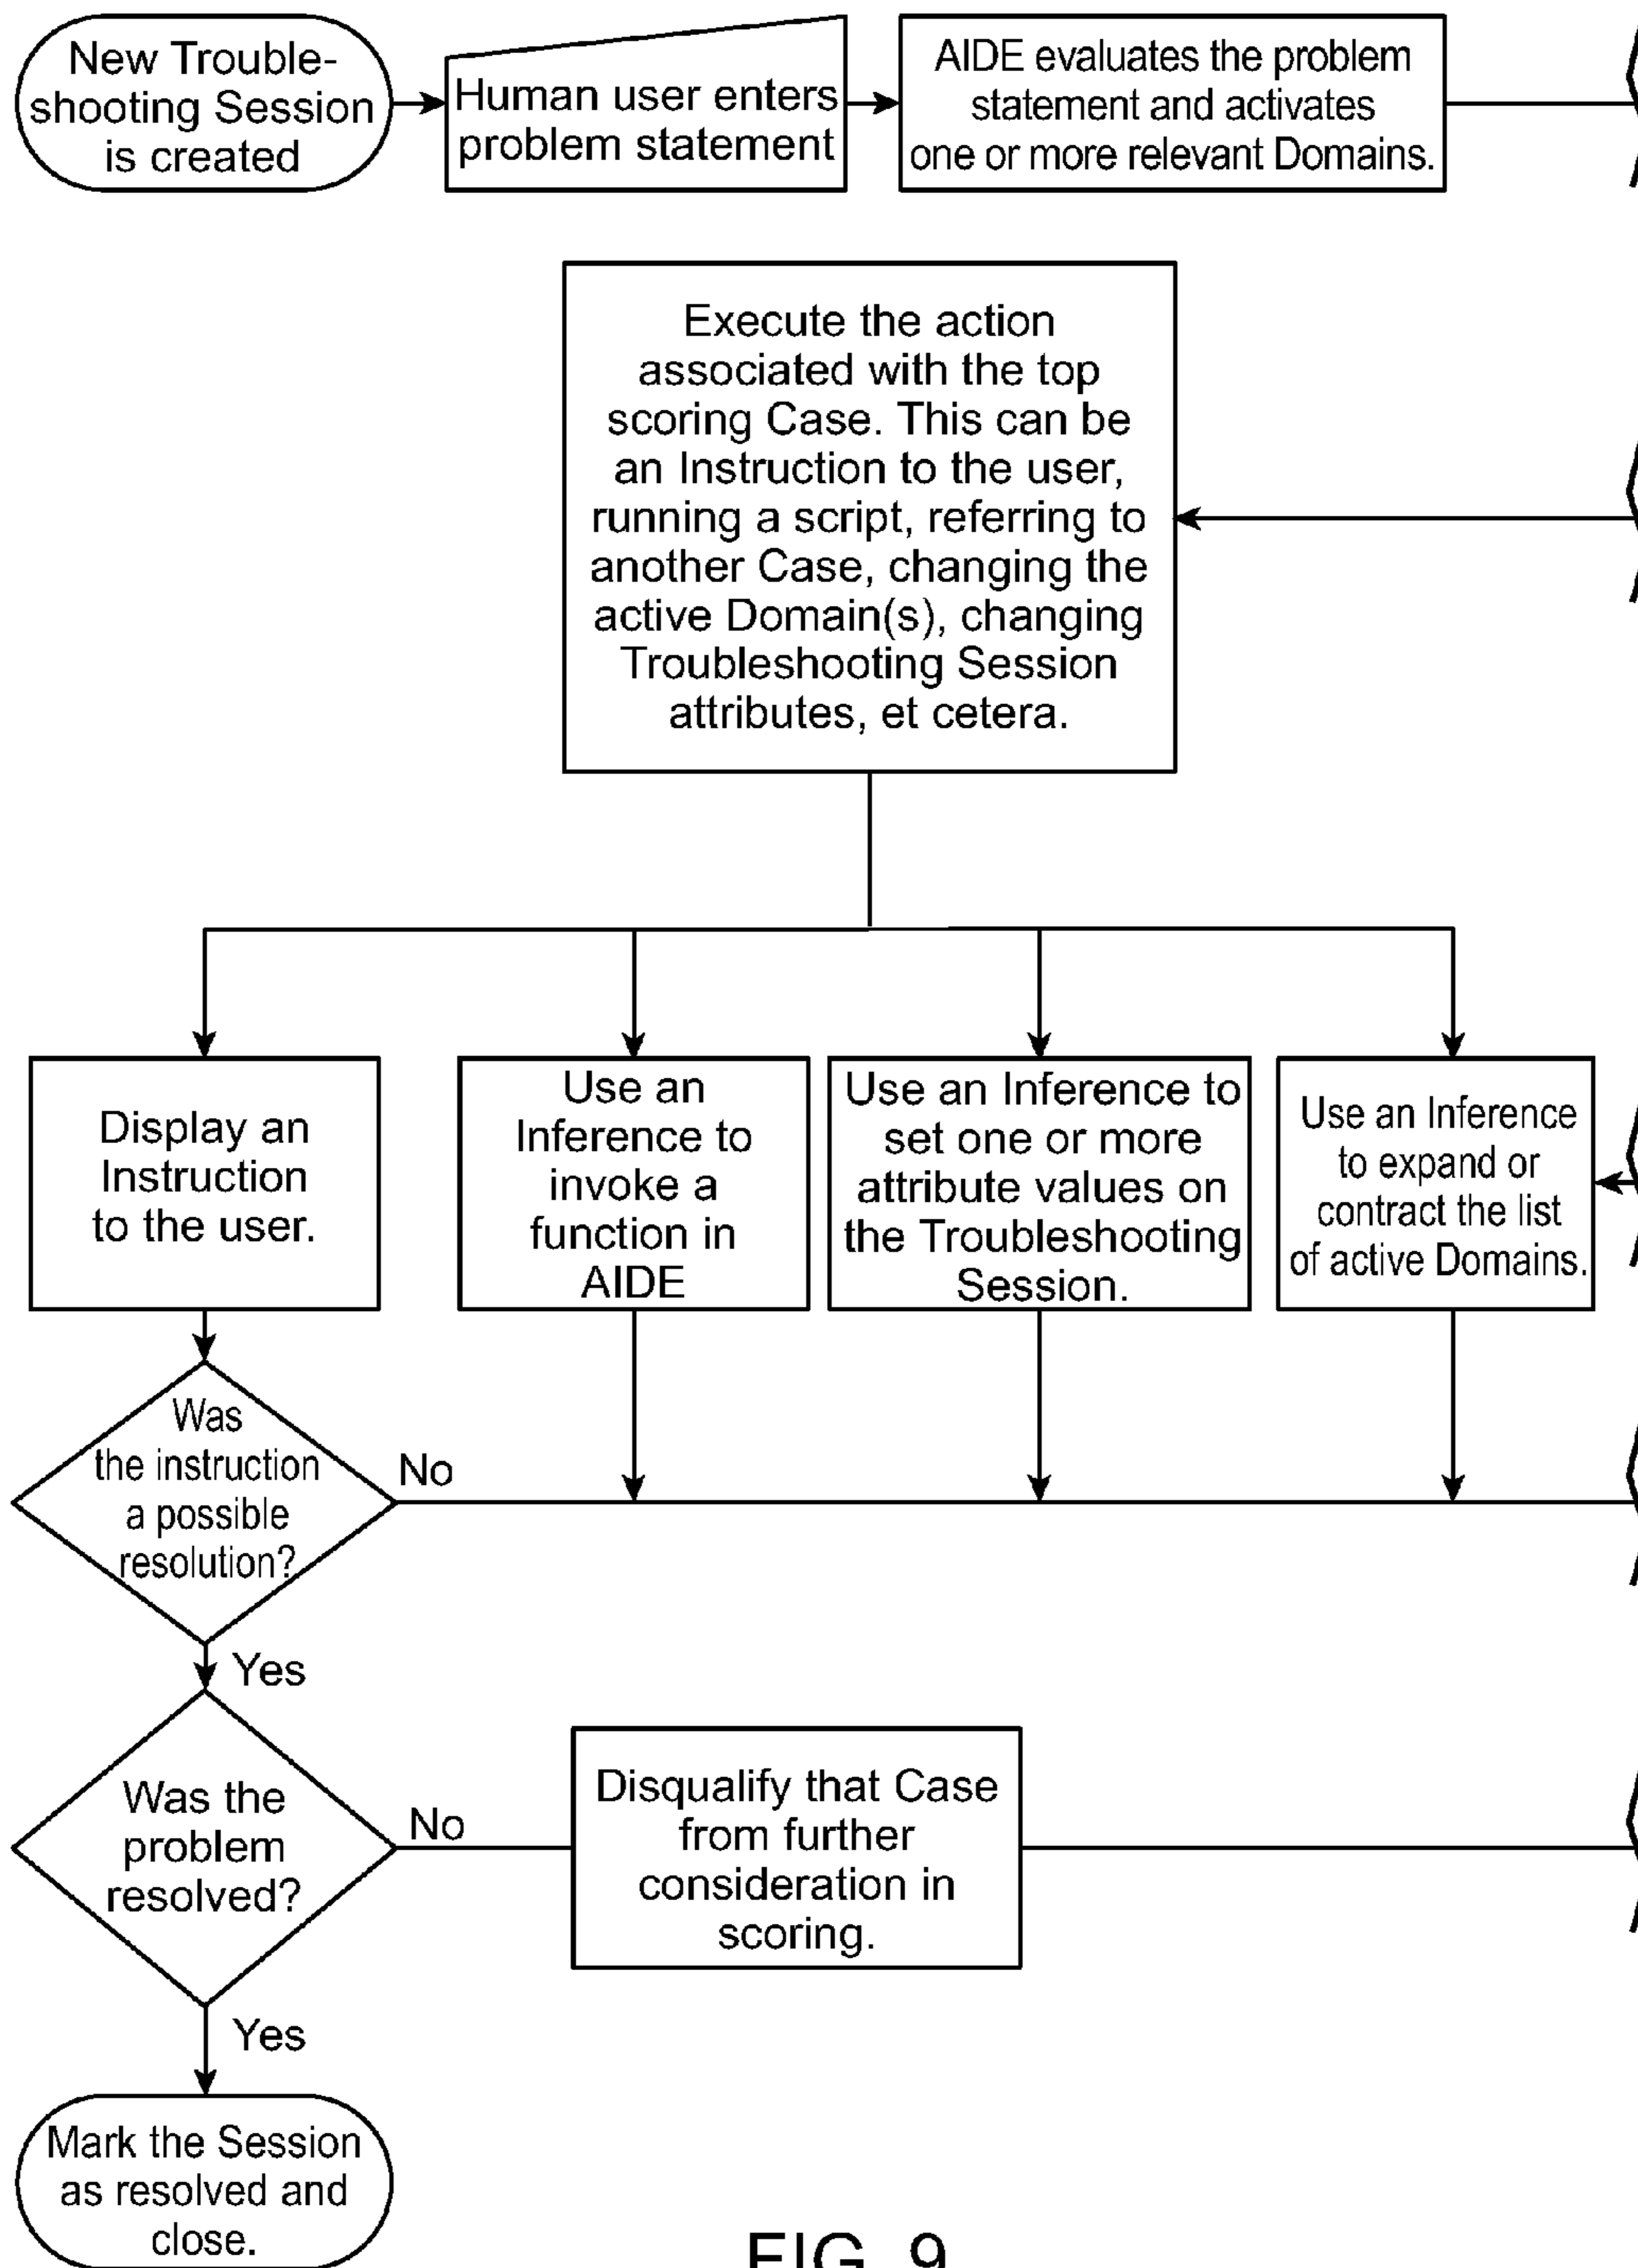 New Trouble-
shooting Session
is created
Human user enters
problem statement
AIDE evaluates the problem
statement and activates
one or more relevant Domains.
Execute the action
associated with the top
scoring Case. This can be
an Instruction to the user,
running a script, referring to
another Case, changing the
active Domain(s), changing
Troubleshooting Session
attributes, et cetera.
Display an
Instruction
to the user.
Use an
Inference to
invoke a
function in
AIDE
Use an Inference to
set one or more
attribute values on
the Troubleshooting
Session.
Use an Inference
to expand or
contract the list
of active Domains.
Was
the instruction
a possible
resolution?
No
Yes
Was the
problem
resolved?
No
Disqualify that Case
from further
consideration in
scoring.
Yes
Mark the Session
as resolved and
close.
FIG. 9